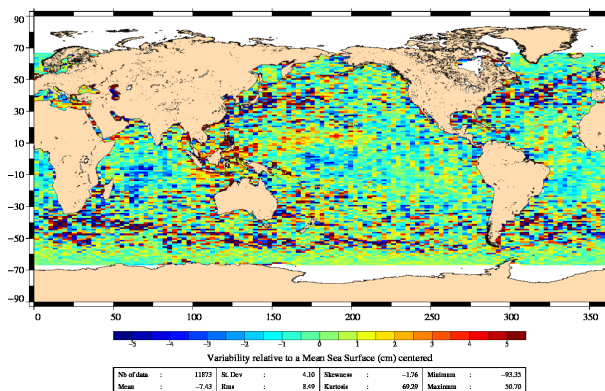 90
70
50
30
10
−10
−30
−50
−70
−90
0 50 100 150 200 250 300 350
−5 −4 −3 −2 −1 0 1 2 3 4
Variability relative to a Mean Sea Surface (cm) centered
Nb of data : 11873 St. Dev 4.10 Skewness −1.76 Minimum −93.35
Mean : −7.43 Rms 8.49 Kurtosis 69.29 Maximum 50.70